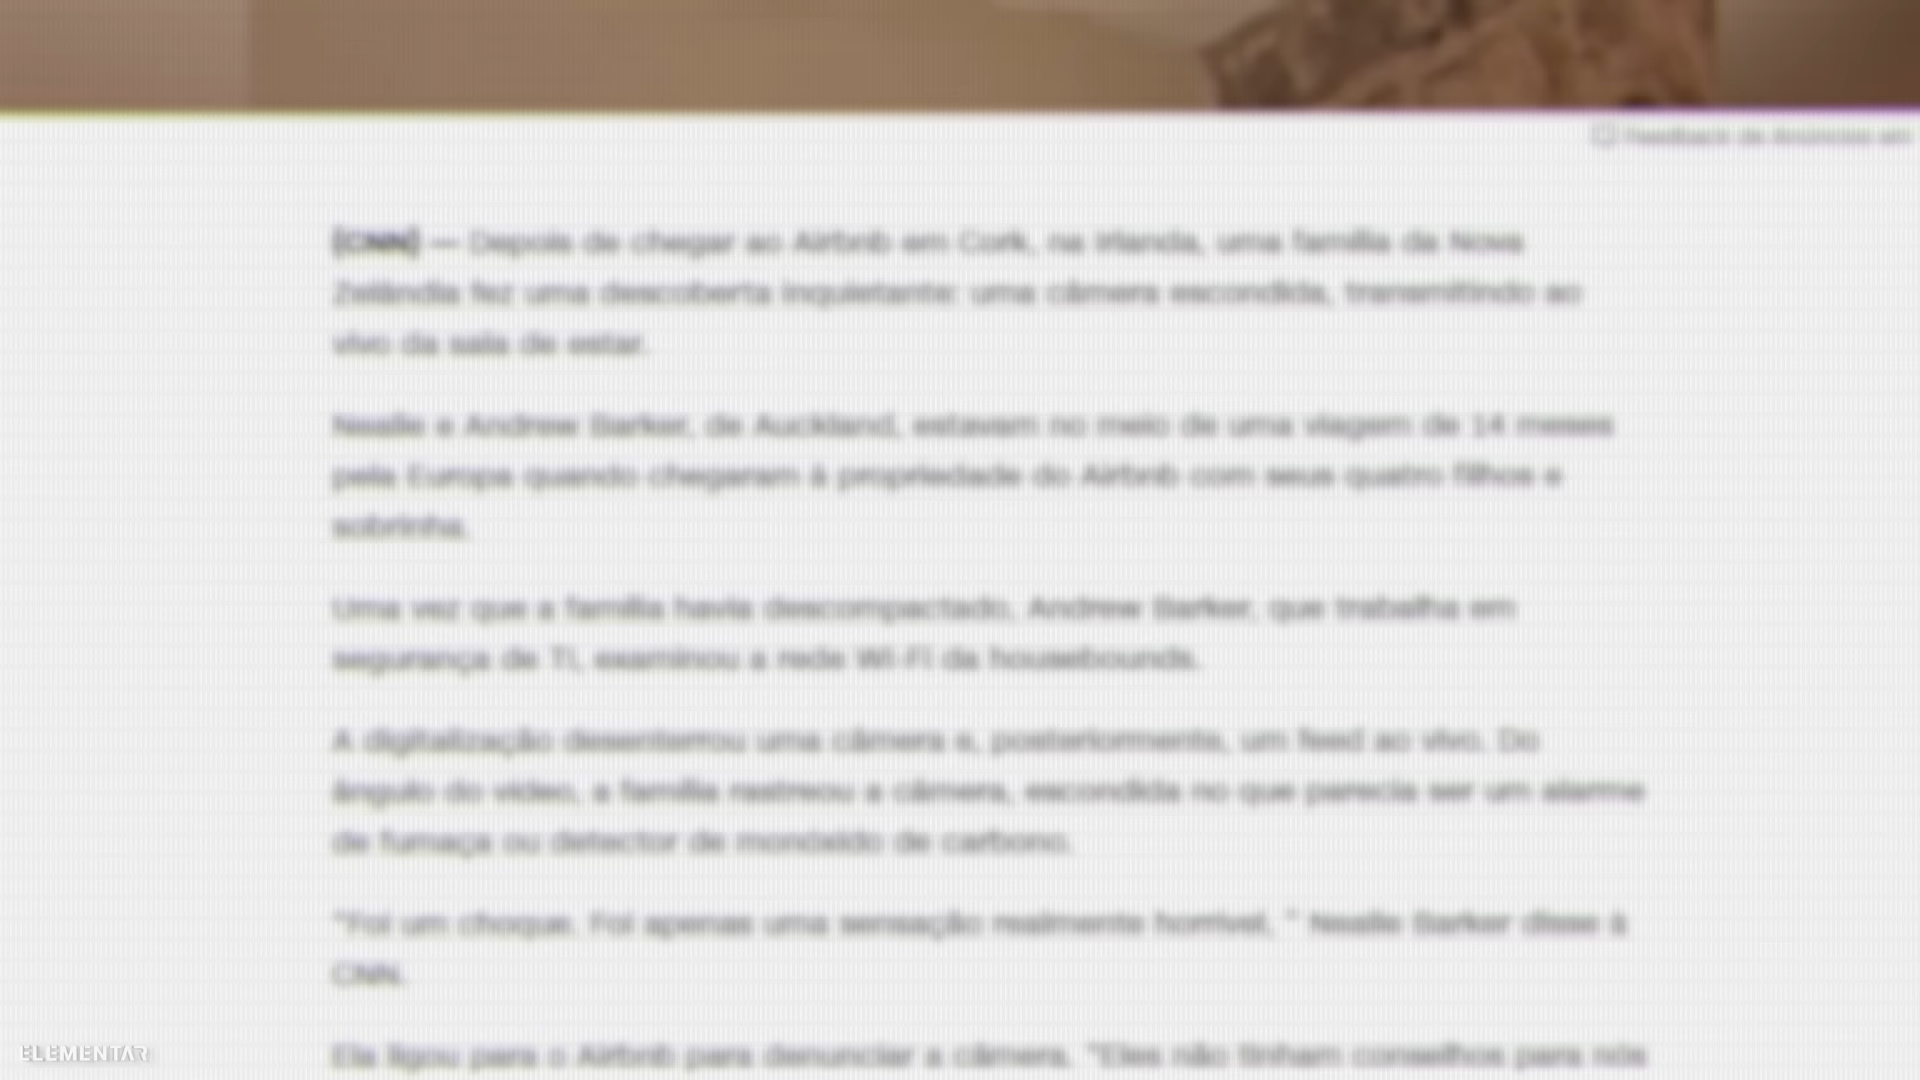 Feedback de Anúncios em
(CNN) — Depois de chegar ao Airbnb em Cork, na Irlanda, uma família da Nova
Zelândia fez uma descoberta inquietante: uma câmera escondida, transmitindo ao
vivo da sala de estar.
Nealie e Andrew Barker, de Auckland, estavam no meio de uma viagem de 14 meses
pela Europa quando chegaram à propriedade do Airbnb com seus quatro filhos e
sobrinha.
Uma vez que a família havia descompactado, Andrew Barker, que trabalha em
segurança de TI, examinou a rede Wi-Fi da housebounds.
A digitalização desenterrou uma câmera e, posteriormente, um feed ao vivo. Do
ângulo do vídeo, a família rastreou a câmera, escondida no que parecia ser um alarme
de fumaça ou detector de monóxido de carbono.
"Foi um choque. Foi apenas uma sensação realmente horrível, " Nealie Barker disse à
CNN.
Ela ligou para o Airbnb para denunciar a câmera. "Eles não tinham conselhos para nós
ELEMENTAR